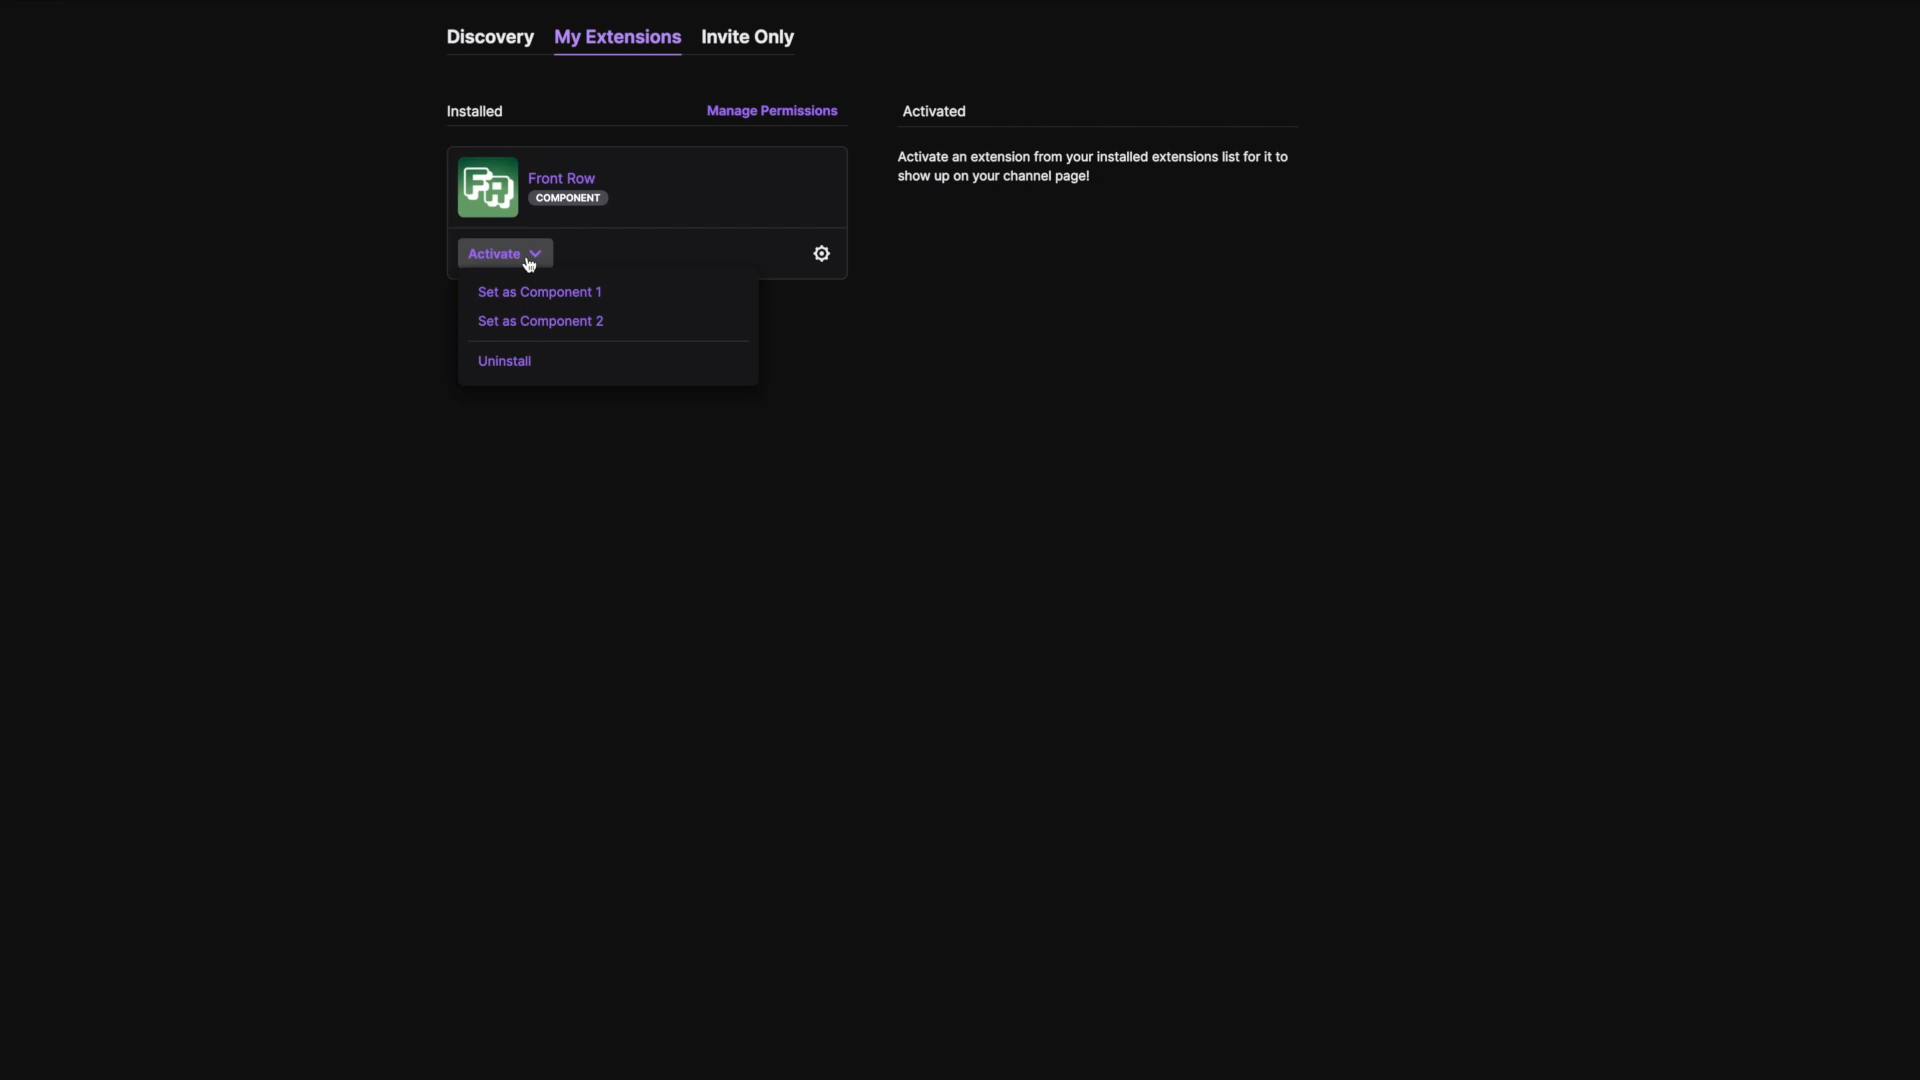 Discovery My Extensions Invite Only
Installed Manage Permissions
Activated
FR
Front Row
COMPONENT
Activate
Set as Component 1
Set as Component 2
Uninstall
Activate an extension from your installed extensions list for it to
show up on your channel page!